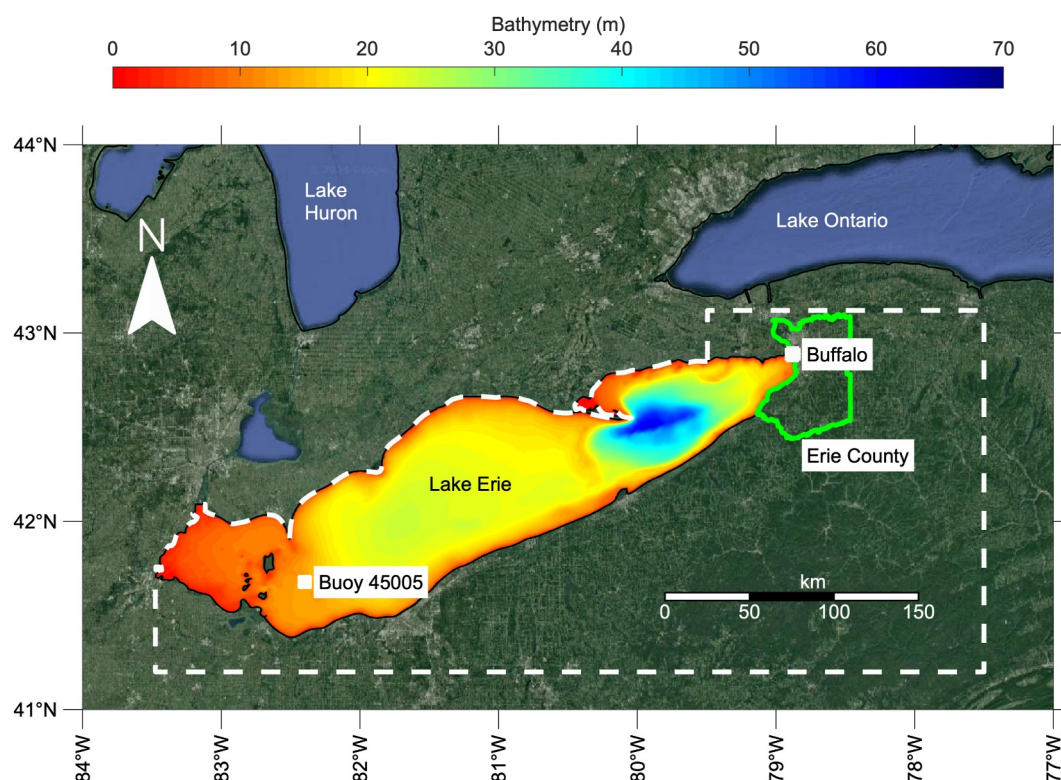 Bathymetry (m)
0 10 20 30 40 50 60 70
44°N
43°N
42°N
41°N
Lake
Huron
Lake Ontario
N
Buffalo
Erie County
Lake Erie
Buoy 45005
km
0 50 100 150
84°W 83°W 82°W 81°W 80°W 79°W 78°W 77°W